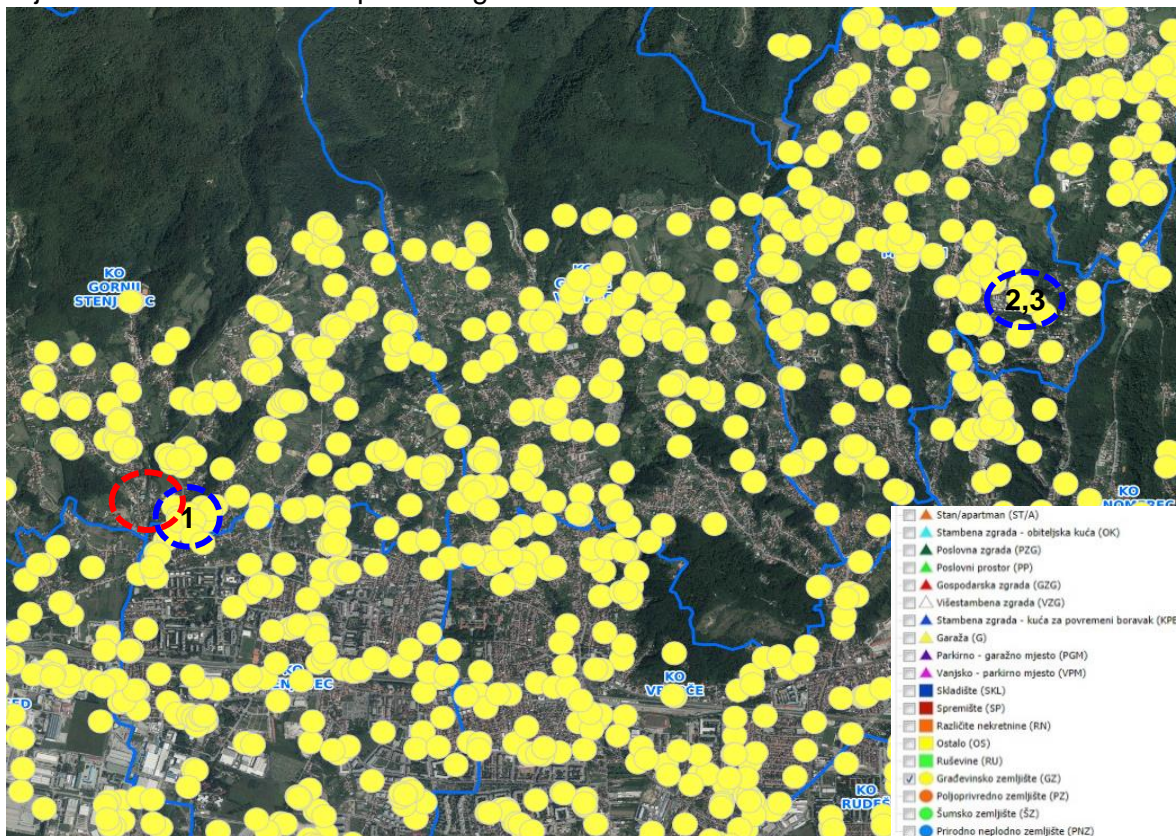 KO
GORNJI
STENJEVEC
KO
2,3
1
KO
KO
KO
VRAPČE
KO
RUDEŠ
Stan/apartman (ST/A)
Stambena zgrada - obiteljska kuća (OK)
Poslovna zgrada (PZG)
Poslovni prostor (PP)
Gospodarska zgrada (GZG)
Višestambena zgrada (VZG)
Stambena zgrada - kuća za povremeni boravak (KPB
Garaža (G)
Parkirno - garažno mjesto (PGM)
Vanjsko - parkirno mjesto (VPM)
Skladište (SKL)
Spremište (SP)
Različite nekretnine (RN)
Ostalo (OS)
Ruševine (RU)
Građevinsko zemljište (GZ)
Poljoprivredno zemljište (PZ)
Šumsko zemljište (ŠZ)
Prirodno neplodno zemljište (PNZ)